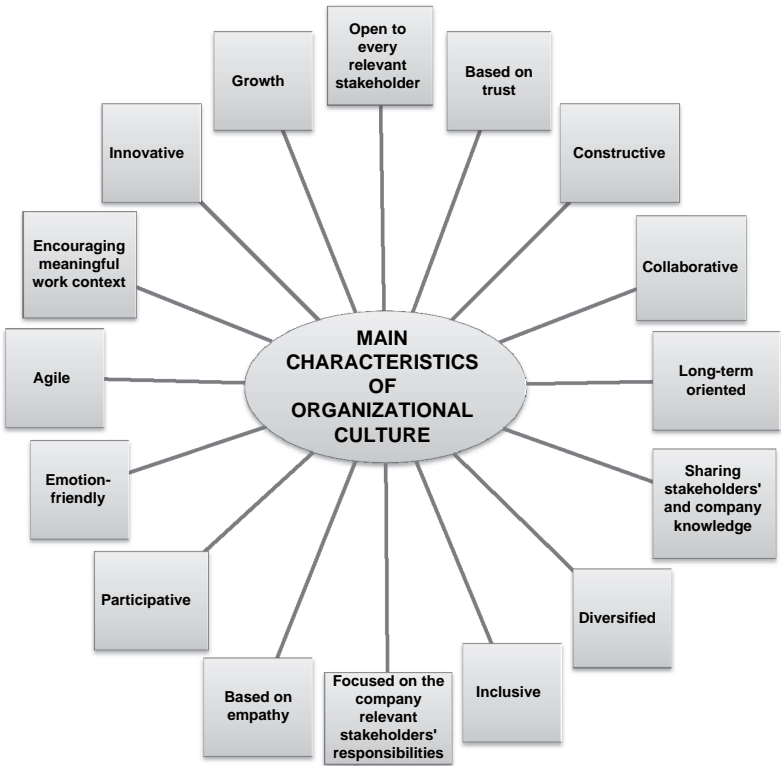 Open to
every
relevant
stakeholder
Based on
trust
Constructive
Collaborative
Long-term
oriented
Sharing
stakeholders'
and company
knowledge
Diversified
Inclusive
Focused on the
company
relevant
stakeholders'
responsibilities
Based on
empathy
Participative
Emotion-
friendly
Agile
Encouraging
meaningful
work context
Innovative
Growth
MAIN
CHARACTERISTICS
OF
ORGANIZATIONAL
CULTURE